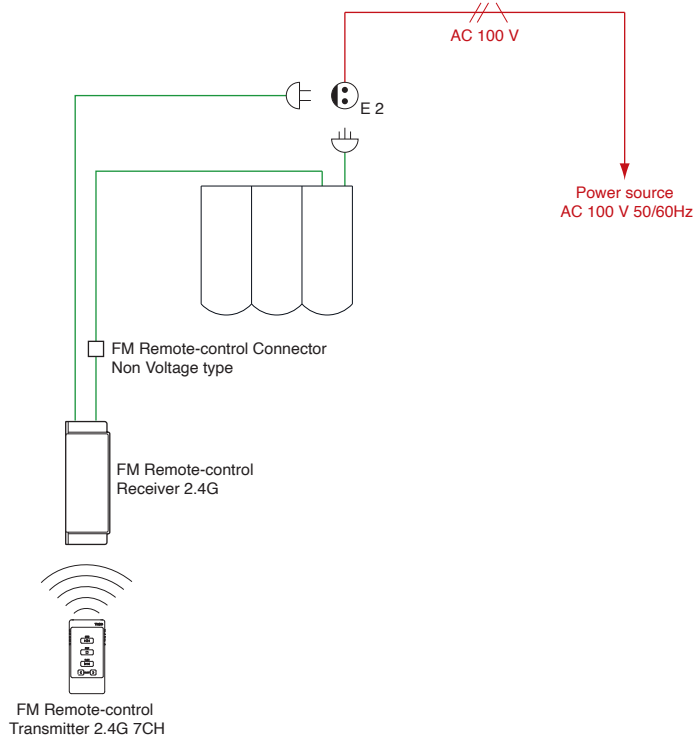 AC 100 V
E 2
Power source
AC 100 V 50/60Hz
FM Remote-control Connector
Non Voltage type
FM Remote-control
Receiver 2.4G
FM Remote-control
Transmitter 2.4G 7CH